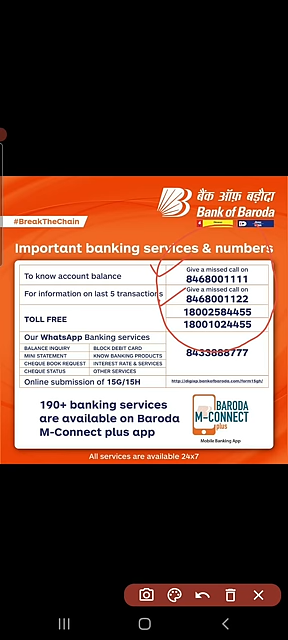 बैंक ऑफ़ बड़ौदा
Bank of Baroda
#BreakTheChain
Important banking services & numbers
To know account balance
Give a missed call on
8468001111
For information on last 5 transactions
Give a missed call on
8468001122
TOLL FREE
18002584455
18001024455
Our WhatsApp Banking services
8433888777
BALANCE INQUIRY BLOCK DEBIT CARD
MINI STATEMENT KNOW BANKING PRODUCTS
CHEQUE BOOK REQUEST INTEREST RATE & SERVICES
CHEQUE STATUS OTHER SERVICES
Online submission of 15G/15H
190+ banking services
are available on Baroda
M-Connect plus app
BARODA
M-CONNECT
plus
Mobile Banking App
All services are available 24x7